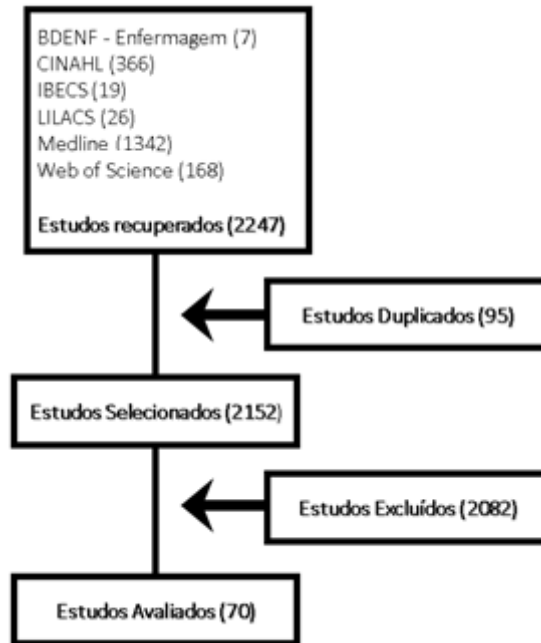 BDENF - Enfermagem (7)
CINAHL (366)
IBECS (19)
LILACS (26)
Medline (1342)
Web of Science (168)
Estudos recuperados (2247)
Estudos Duplicados (95)
Estudos Selecionados (2152)
Estudos Excluídos (2082)
Estudos Avaliados (70)